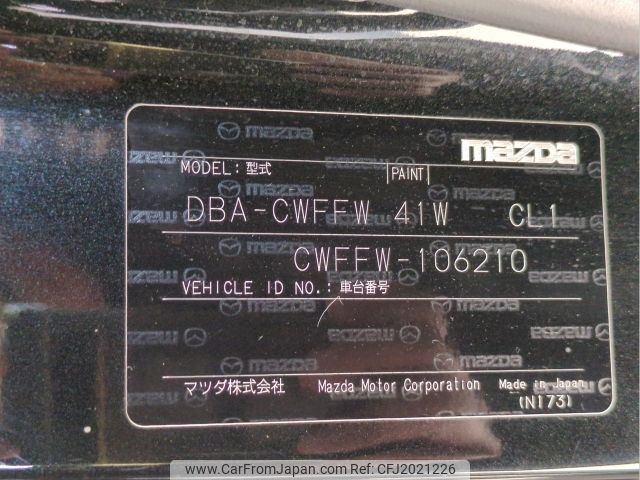 mazda
MODEL: 型式 PAINT
DBA-CWFFW 41W CL1
CWFFW-106210
VEHICLE ID NO.: 車台番号
マツダ株式会社 Mazda Motor Corporation Made in Japan
(N173)
www.CarFromJapan.com Ref: CFJ2021226